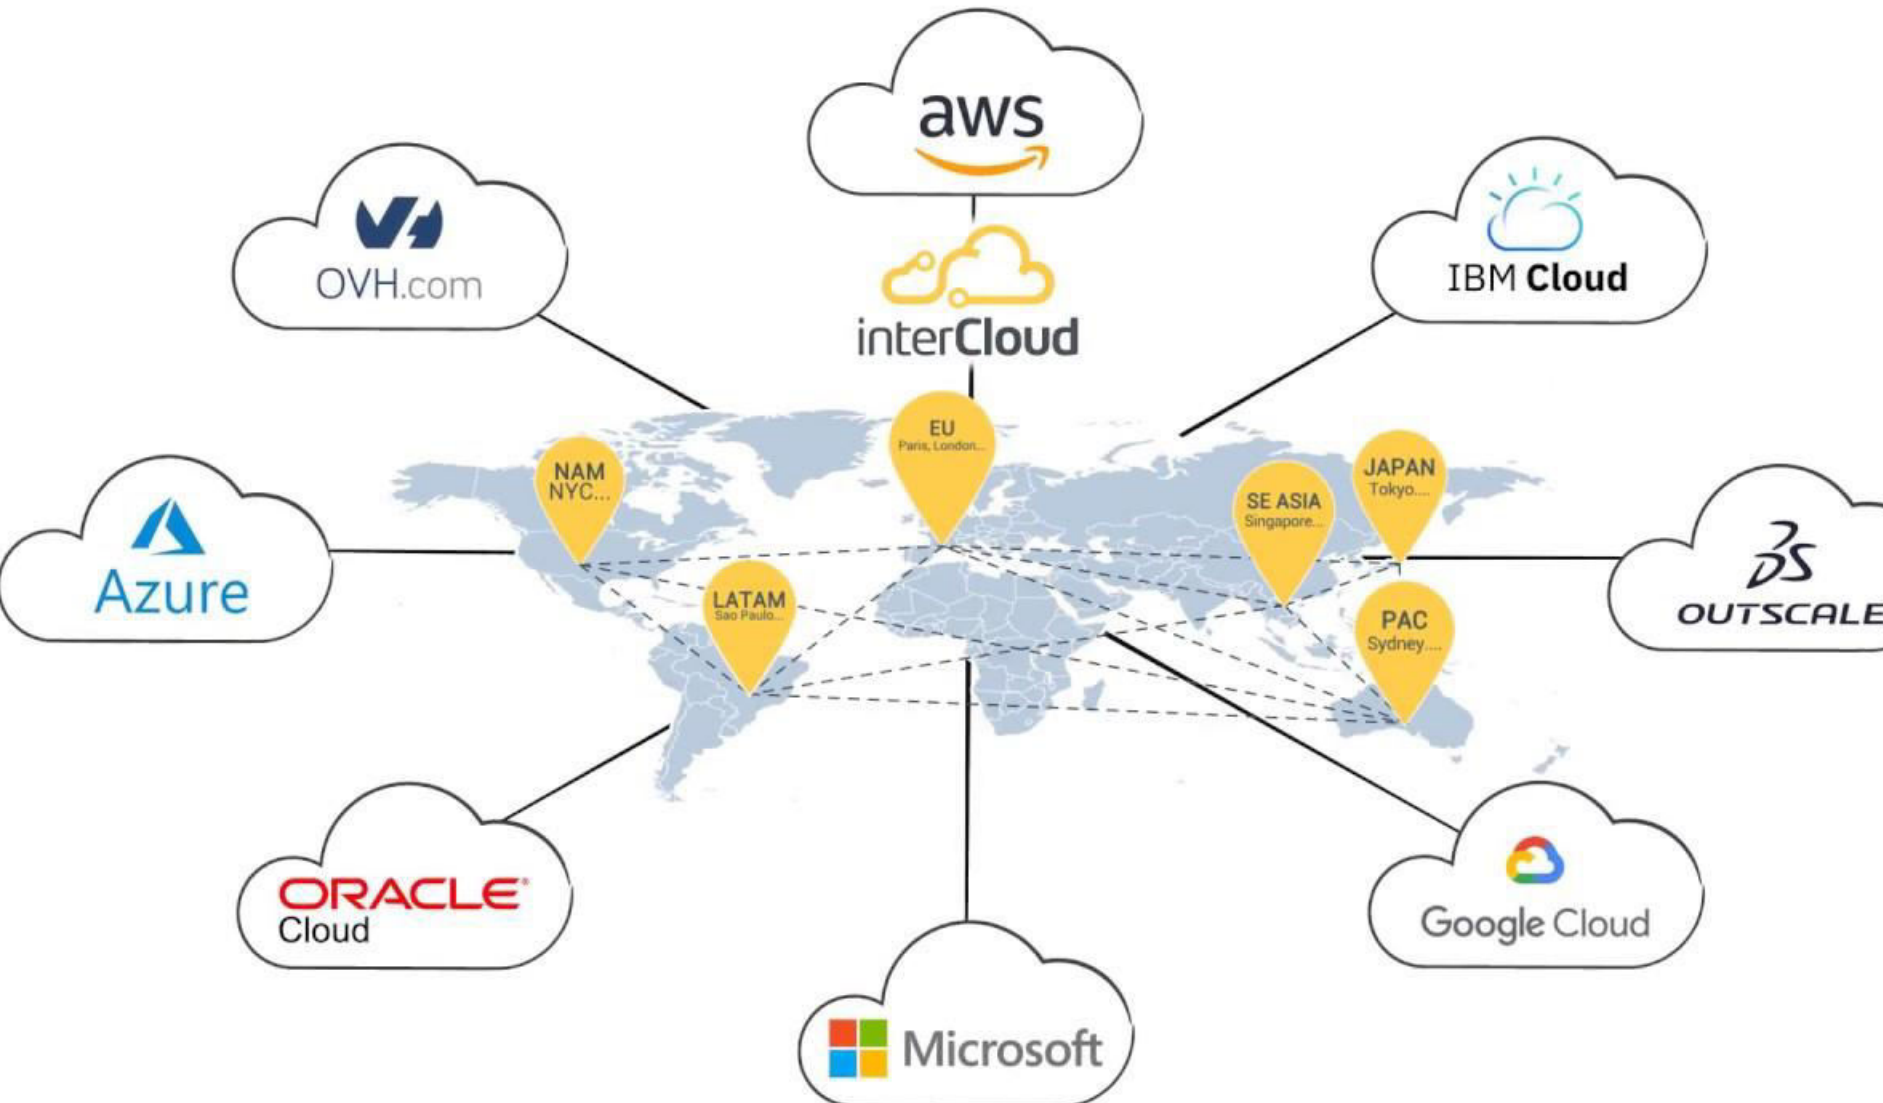 aws
OVH.com
IBM Cloud
interCloud
EU
Paris, London...
NAM
NYC...
JAPAN
Tokyo....
SE ASIA
Singapore...
Azure
LATAM
Sao Paulo...
PAC
Sydney....
OUTSCALE
ORACLE
Cloud
Google Cloud
Microsoft